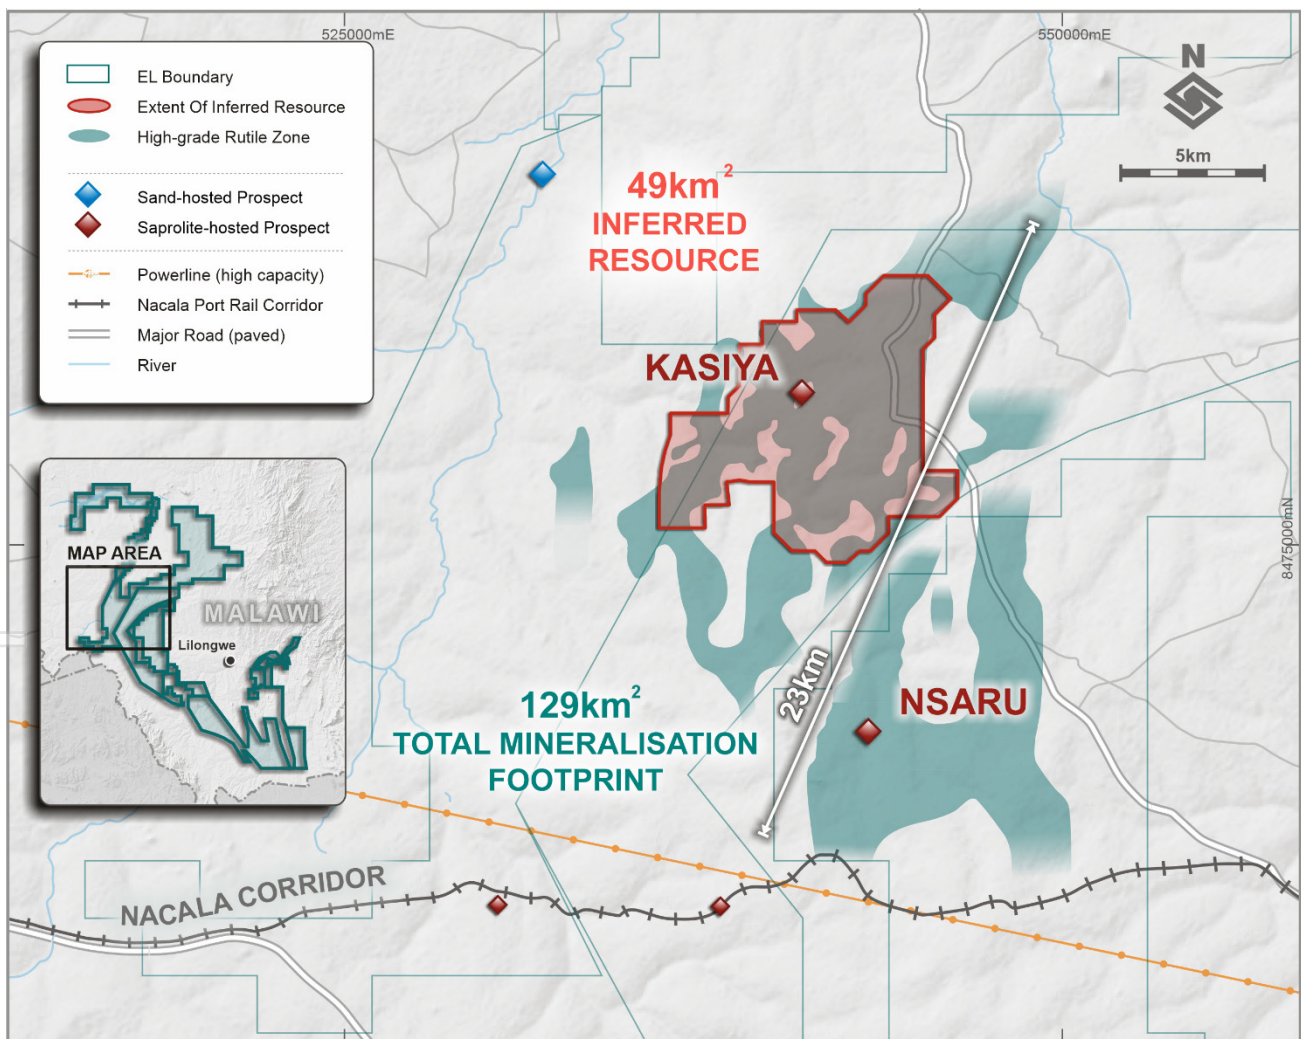 525000mE
550000mE
EL Boundary
Extent Of Inferred Resource
High-grade Rutile Zone
Sand-hosted Prospect
Saprolite-hosted Prospect
Powerline (high capacity)
Nacala Port Rail Corridor
Major Road (paved)
River
N
5km
49km²
INFERRED
RESOURCE
KASIYA
8475000mN
MAP AREA
MALAWI
Lilongwe
23km
NSARU
129km²
TOTAL MINERALISATION
FOOTPRINT
NACALA CORRIDOR